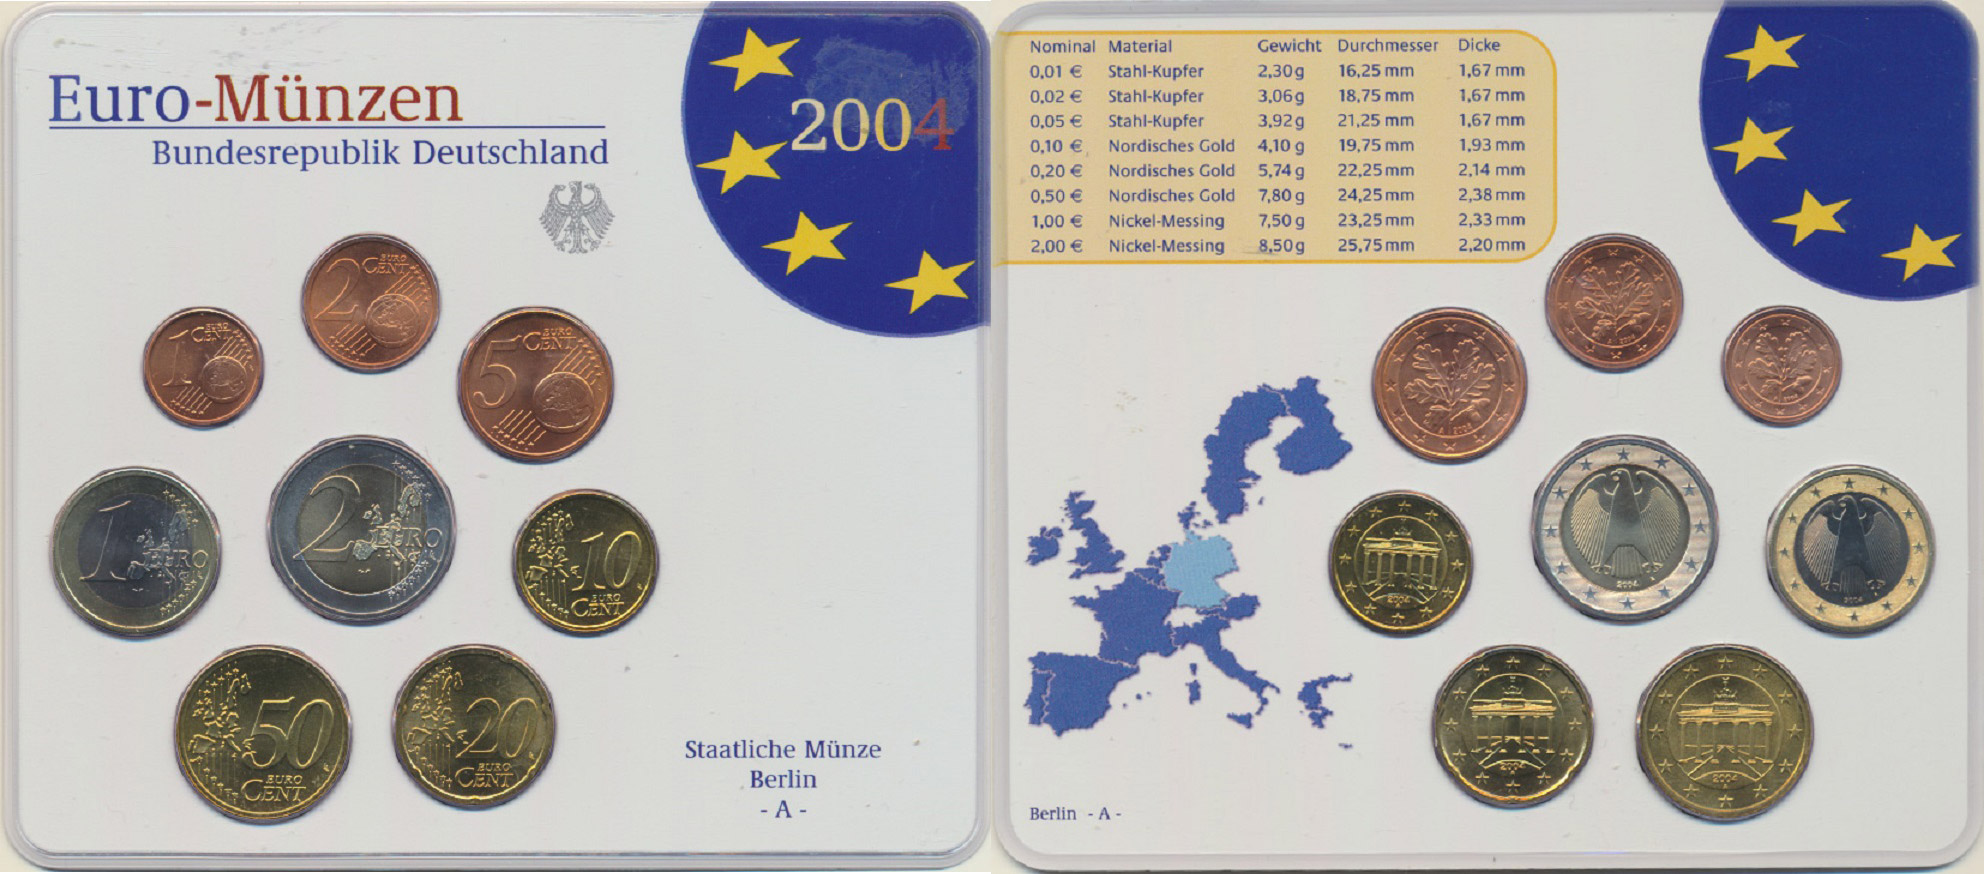 Euro-Münzen
Bundesrepublik Deutschland
2004
2 EURO CENT
1 EURO CENT
5 EURO CENT
1 EURO
2 EURO
10 EURO CENT
50 EURO CENT
20 EURO CENT
Staatliche Münze
Berlin
- A -
Nominal Material Gewicht Durchmesser Dicke
0,01 € Stahl-Kupfer 2,30 g 16,25 mm 1,67 mm
0,02 € Stahl-Kupfer 3,06 g 18,75 mm 1,67 mm
0,05 € Stahl-Kupfer 3,92 g 21,25 mm 1,67 mm
0,10 € Nordisches Gold 4,10 g 19,75 mm 1,93 mm
0,20 € Nordisches Gold 5,74 g 22,25 mm 2,14 mm
0,50 € Nordisches Gold 7,80 g 24,25 mm 2,38 mm
1,00 € Nickel-Messing 7,50 g 23,25 mm 2,33 mm
2,00 € Nickel-Messing 8,50 g 25,75 mm 2,20 mm
2004
2004
2004
2004
2004
Berlin - A -